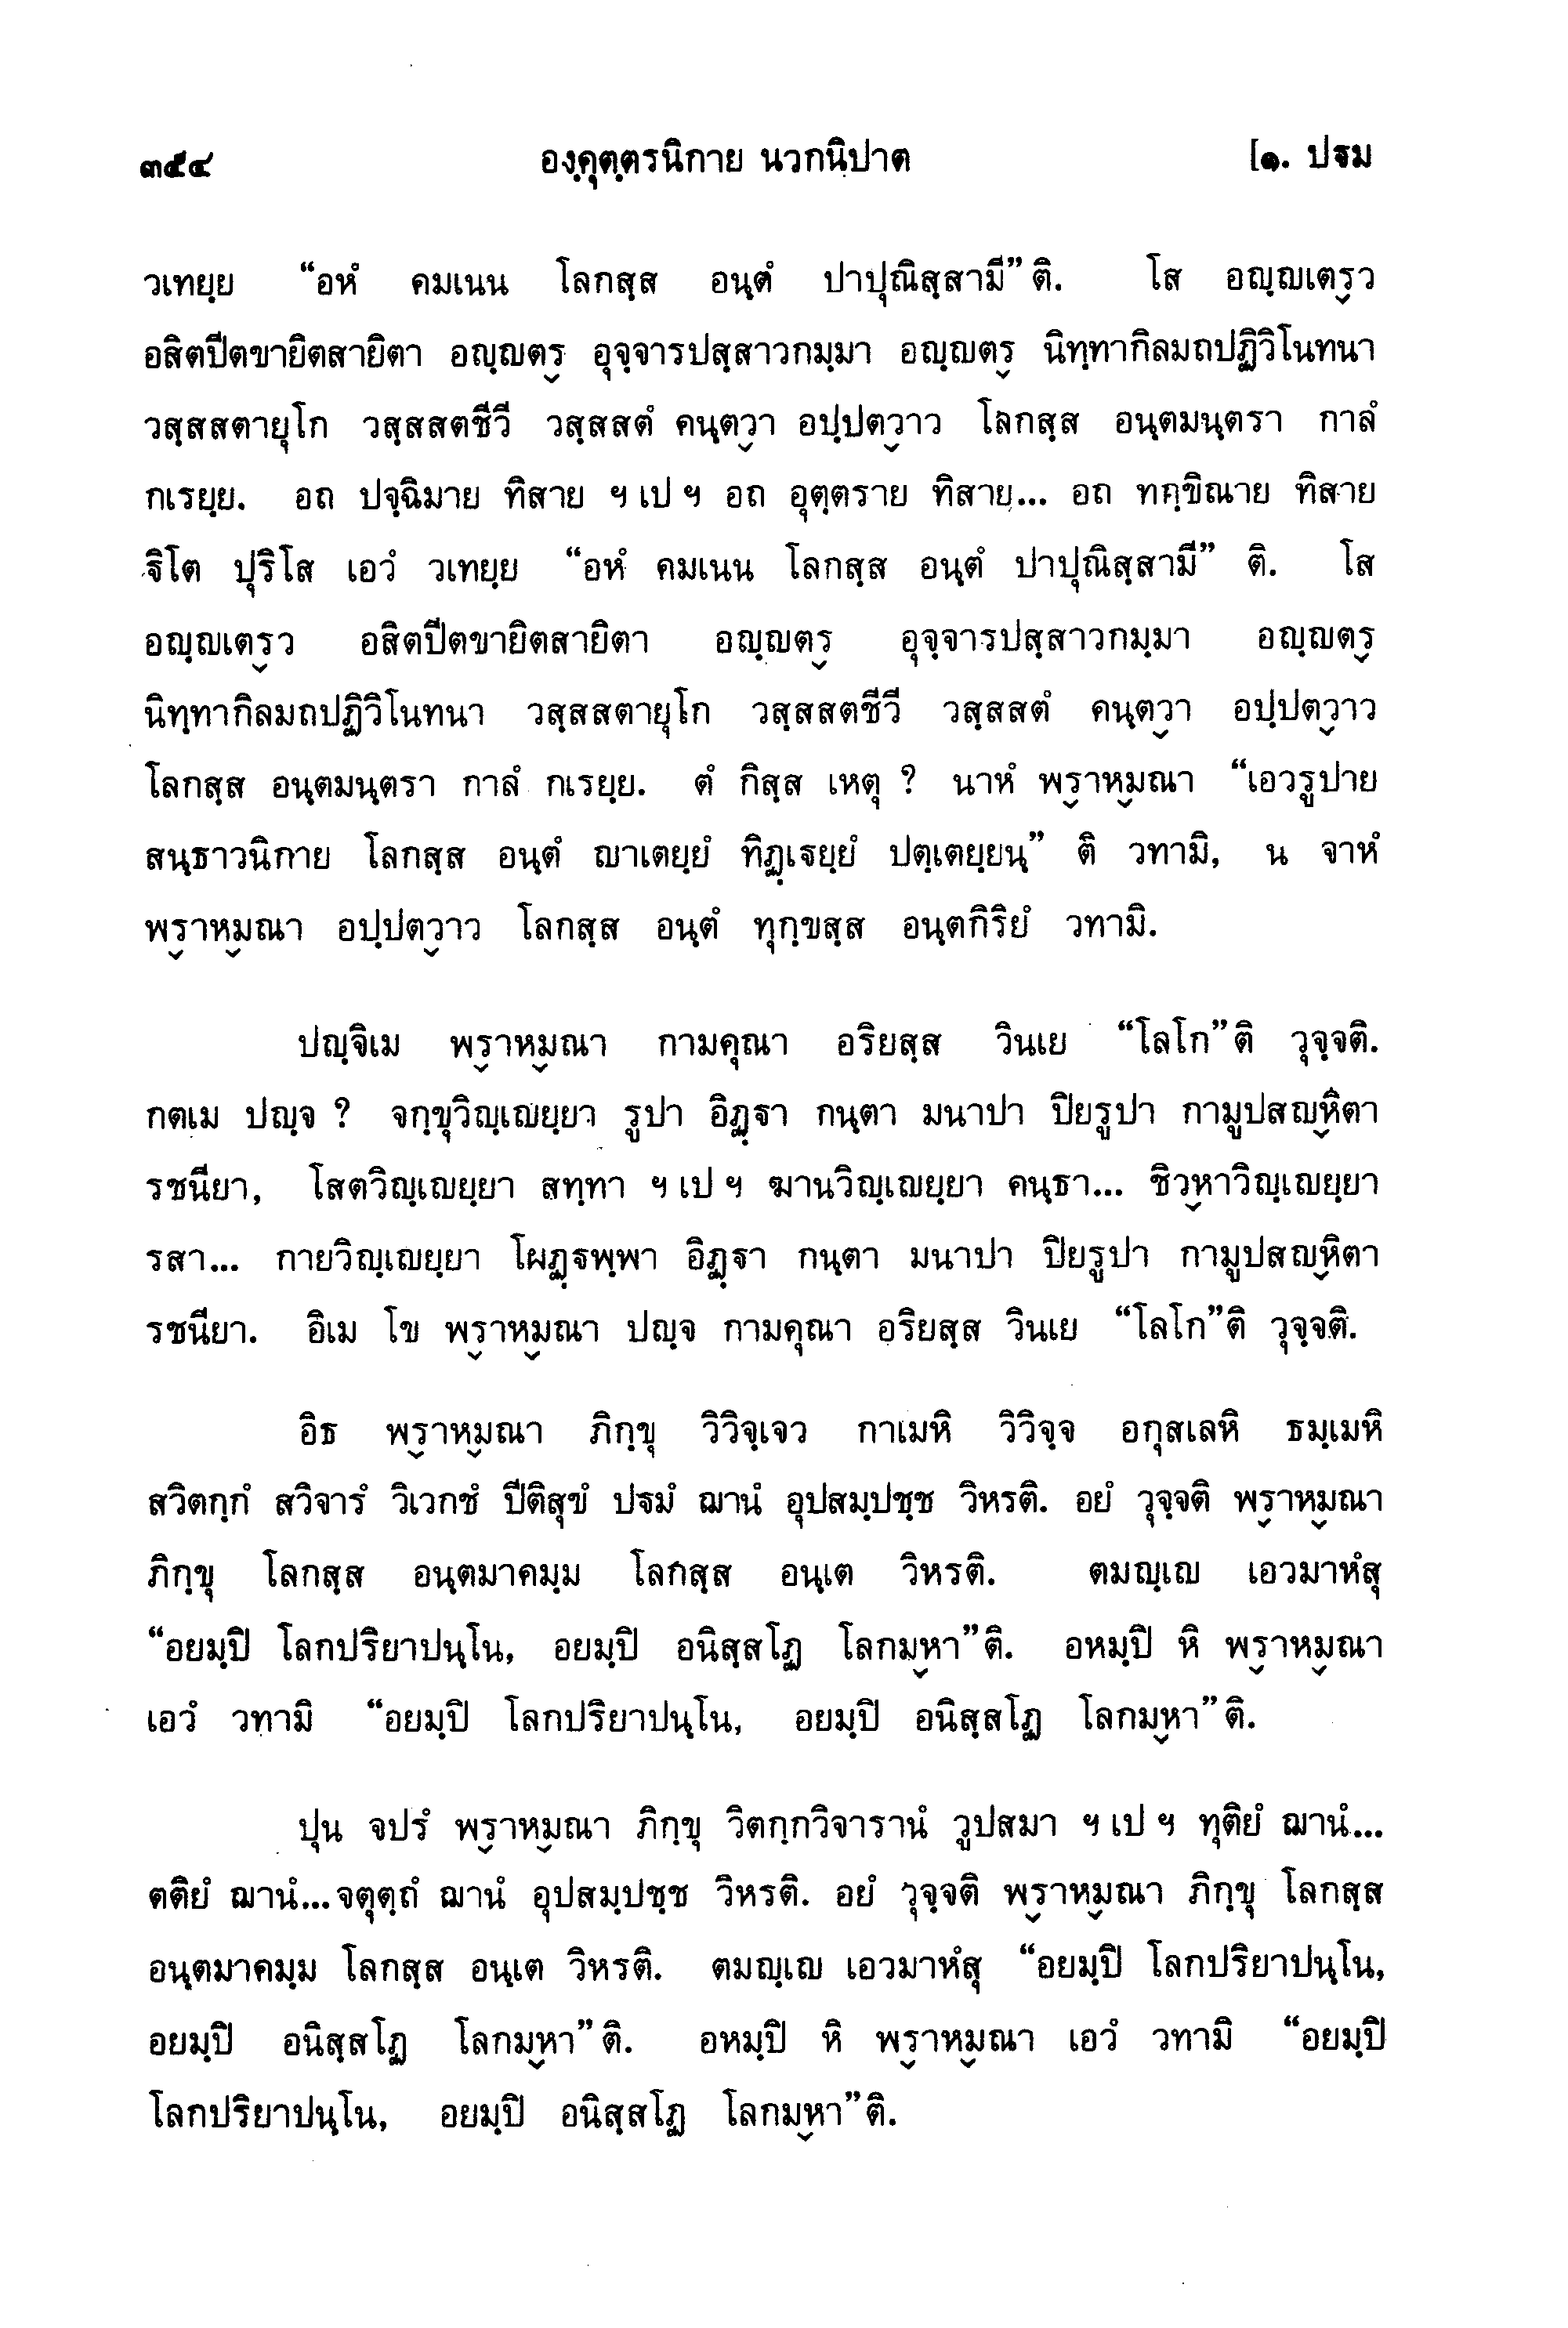 ๓๕๔ องฺคุตฺตรนิกาย นวกนิปาต [๑. ปฐม
วเทยฺย “อหํ คมเนน โลกสฺส อนฺตํ ปาปุณิสฺสามี”ติ. โส อญฺญเตฺรว
อสิตปีตขายิตสายิตา อญฺญตฺร อุจฺจารปสฺสาวกมฺมา อญฺญตฺร นิทฺทากิลมถปฏิวิโนทนา
วสฺสสตายุโก วสฺสสตชีวี วสฺสสตํ คนฺตฺวา อปฺปตฺวาว โลกสฺส อนฺตมนฺตรา กาลํ
กเรยฺย. อถ ปจฺฉิมาย ทิสาย ฯ เป ฯ อถ อุตฺตราย ทิสาย... อถ ทกฺขิณาย ทิสาย
ฐิโต ปุริโส เอวํ วเทยฺย “อหํ คมเนน โลกสฺส อนฺตํ ปาปุณิสฺสามี” ติ. โส
อญฺญเตฺรว อสิตปีตขายิตสายิตา อญฺญตฺร อุจฺจารปสฺสาวกมฺมา อญฺญตฺร
นิทฺทากิลมถปฏิวิโนทนา วสฺสสตายุโก วสฺสสตชีวี วสฺสสตํ คนฺตฺวา อปฺปตฺวาว
โลกสฺส อนฺตมนฺตรา กาลํ กเรยฺย. ตํ กิสฺส เหตุ ? นาหํ พฺราหฺมณา “เอวรูปาย
สนฺธาวนิกาย โลกสฺส อนฺตํ ญาเตยฺยํ ทิฏฺเฐยฺยํ ปตฺเตยฺยนฺ” ติ วทามิ, น จาหํ
พฺราหฺมณา อปฺปตฺวาว โลกสฺส อนฺตํ ทุกฺขสฺส อนฺตกิริยํ วทามิ.
ปญฺจิเม พฺราหฺมณา กามคุณา อริยสฺส วินเย “โลโก”ติ วุจฺจติ.
กตเม ปญฺจ ? จกฺขุวิญฺเญยฺยา รูปา อิฏฺฐา กนฺตา มนาปา ปิยรูปา กามูปสญฺหิตา
รชนียา, โสตวิญฺเญยฺยา สทฺทา ฯ เป ฯ ฆานวิญฺเญยฺยา คนฺธา... ชิวฺหาวิญฺเญยฺยา
รสา... กายวิญฺเญยฺยา โผฏฺฐพฺพา อิฏฺฐา กนฺตา มนาปา ปิยรูปา กามูปสญฺหิตา
รชนียา. อิเม โข พฺราหฺมณา ปญฺจ กามคุณา อริยสฺส วินเย “โลโก”ติ วุจฺจติ.
อิธ พฺราหฺมณา ภิกฺขุ วิวิจฺเจว กาเมหิ วิวิจฺจ อกุสเลหิ ธมฺเมหิ
สวิตกฺกํ สวิจารํ วิเวกชํ ปีติสุขํ ปฐมํ ฌานํ อุปสมฺปชฺช วิหรติ. อยํ วุจฺจติ พฺราหฺมณา
ภิกฺขุ โลกสฺส อนฺตมาคมฺม โลกสฺส อนฺเต วิหรติ. ตมญฺเญ เอวมาหํสุ
“อยมฺปิ โลกปริยาปนฺโน, อยมฺปิ อนิสฺสโฏ โลกมฺหา”ติ. อหมฺปิ หิ พฺราหฺมณา
เอวํ วทามิ “อยมฺปิ โลกปริยาปนฺโน, อยมฺปิ อนิสฺสโฏ โลกมฺหา”ติ.
ปุน จปรํ พฺราหฺมณา ภิกฺขุ วิตกฺกวิจารานํ วูปสมา ฯ เป ฯ ทุติยํ ฌานํ...
ตติยํ ฌานํ...จตุตฺถํ ฌานํ อุปสมฺปชฺช วิหรติ. อยํ วุจฺจติ พฺราหฺมณา ภิกฺขุ โลกสฺส
อนฺตมาคมฺม โลกสฺส อนฺเต วิหรติ. ตมญฺเญ เอวมาหํสุ “อยมฺปิ โลกปริยาปนฺโน,
อยมฺปิ อนิสฺสโฏ โลกมฺหา”ติ. อหมฺปิ หิ พฺราหฺมณา เอวํ วทามิ “อยมฺปิ
โลกปริยาปนฺโน, อยมฺปิ อนิสฺสโฏ โลกมฺหา”ติ.